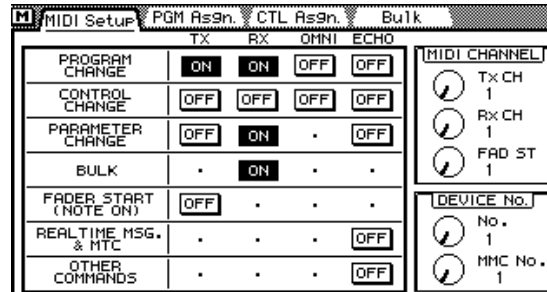 M MIDI Setup PGM Asgn. CTL Asgn. Bulk
TX RX OMNI ECHO
PROGRAM CHANGE ON ON OFF OFF
CONTROL CHANGE OFF OFF OFF OFF
PARAMETER CHANGE OFF ON · OFF
BULK · ON · ·
FADER START (NOTE ON) OFF · · ·
REALTIME MSG. & MTC · · · OFF
OTHER COMMANDS · · · OFF
MIDI CHANNEL
Tx CH
1
Rx CH
1
FAD ST
1
DEVICE No.
No.
1
MMC No.
1